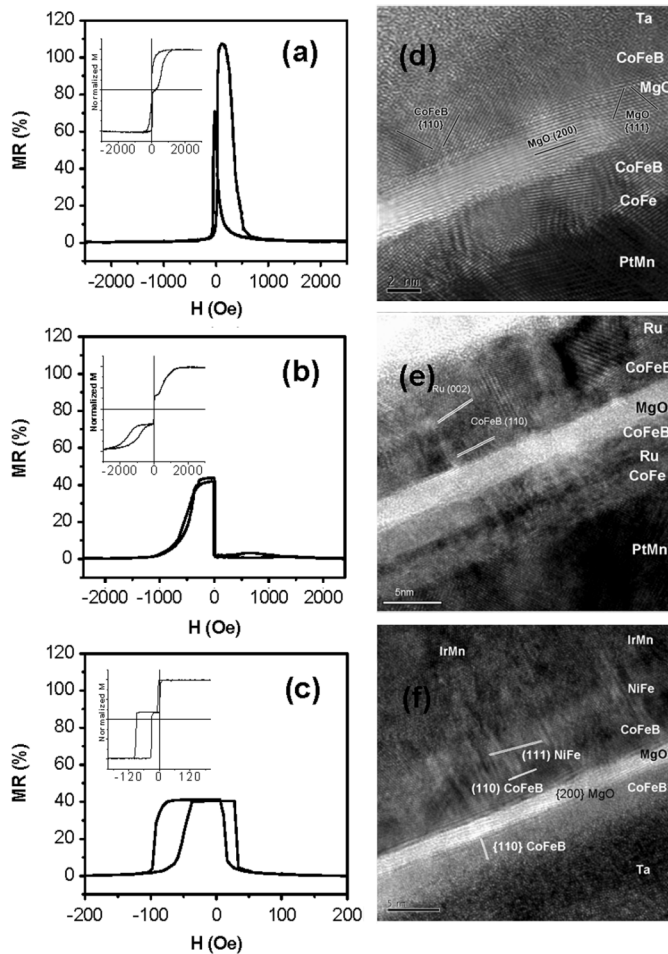 (a)
MR (%)
120
100
80
60
40
20
0
-2000 -1000 0 1000 2000
H (Oe)
Normalized M
-2000 0 2000
(d)
Ta
CoFeB
MgO
CoFeB
{110}
MgO (200)
MgO
{111}
CoFeB
CoFe
PtMn
2 nm
(b)
MR (%)
120
100
80
60
40
20
0
-2000 -1000 0 1000 2000
H (Oe)
Normalized M
-2000 0 2000
(e)
Ru
CoFeB
Ru (002)
MgO
CoFeB (110)
CoFeB
Ru
CoFe
PtMn
5nm
(c)
MR (%)
120
100
80
60
40
20
0
-200 -100 0 100 200
H (Oe)
Normalized M
-120 0 120
(f)
IrMn
IrMn
NiFe
CoFeB
(111) NiFe
MgO
(110) CoFeB
{200} MgO
CoFeB
{110} CoFeB
Ta
5 nm